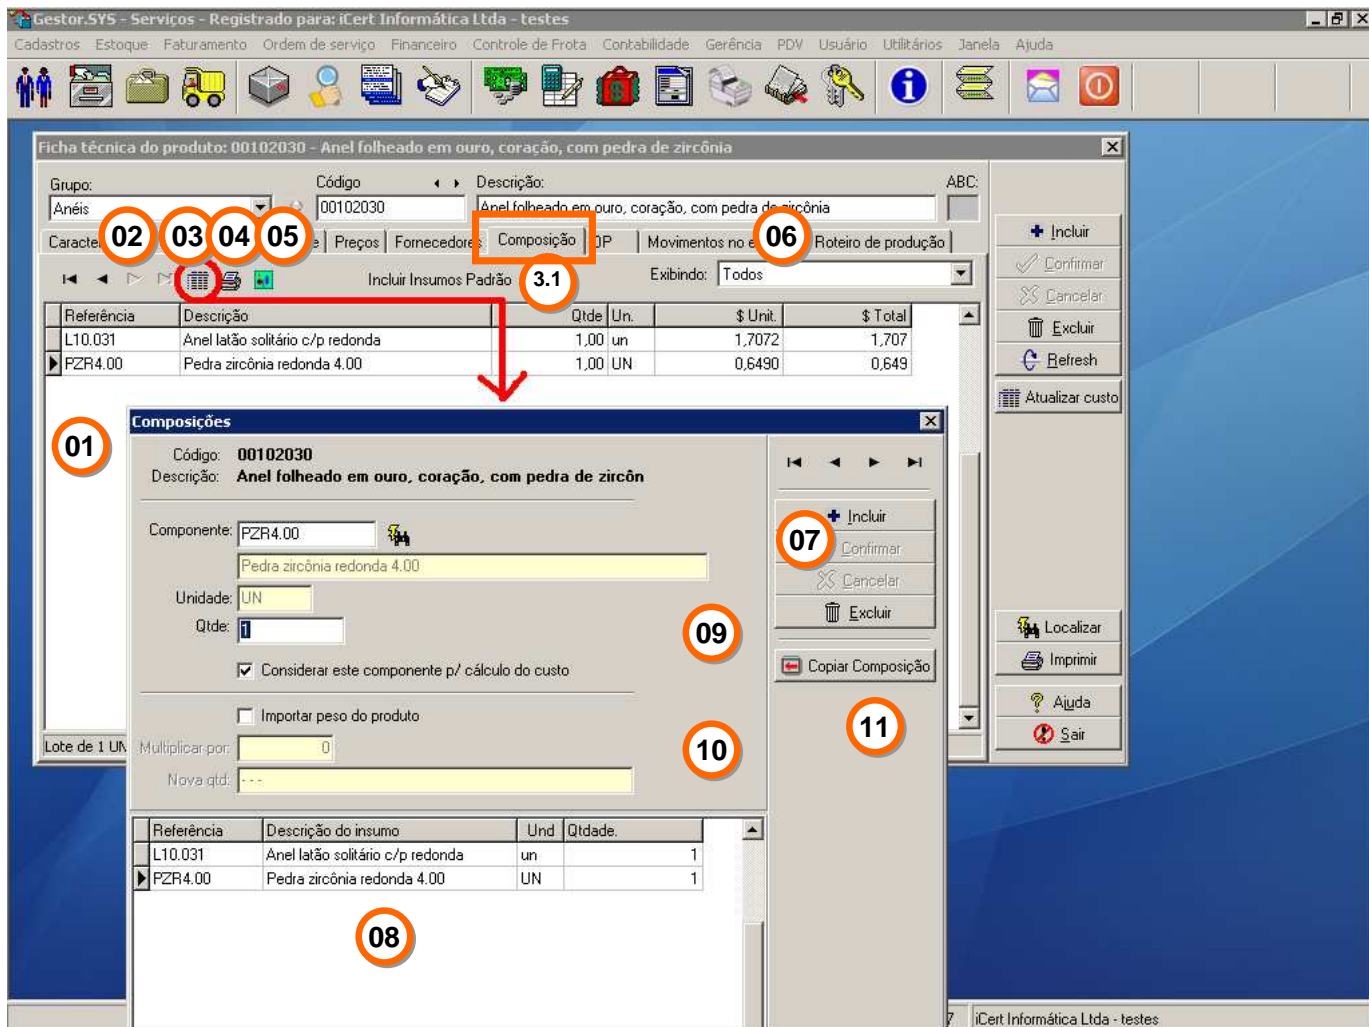 Gestor.SYS - Serviços - Registrado para: iCert Informática Ltda - testes
Cadastros Estoque Faturamento Ordem de serviço Financeiro Controle de Frota Contabilidade Gerência PDV Usuário Utilitários Janela Ajuda
Ficha técnica do produto: 00102030 - Anel folheado em ouro, coração, com pedra de zircônia
Grupo: Código Descrição: ABC:
Anéis 00102030 Anel folheado em ouro, coração, com pedra de zircônia
02 03 04 05 06
Preços Fornecedores Composição OP Movimentos no e Roteiro de produção
Incluir Insumos Padrão 3.1 Exibindo: Todos
Referência Descrição Qtde Un. $ Unit. $ Total
L10.031 Anel latão solitário c/p redonda 1,00 un 1,7072 1,707
PZR4.00 Pedra zircônia redonda 4.00 1,00 UN 0,6490 0,649
Incluir
Confirmar
Cancelar
Excluir
Refresh
Atualizar custo
Localizar
Imprimir
Ajuda
Sair
01
Lote de 1 UN
Composições
Código: 00102030
Descrição: Anel folheado em ouro, coração, com pedra de zircôn
Componente: PZR4.00
Pedra zircônia redonda 4.00
Unidade: UN
Qtde: 1
09
Considerar este componente p/ cálculo do custo
Importar peso do produto
10
Multiplicar por: 0
Nova qtd: ---
Incluir
07
Confirmar
Cancelar
Excluir
Copiar Composição
11
Referência Descrição do insumo Und Qtdade.
L10.031 Anel latão solitário c/p redonda un 1
PZR4.00 Pedra zircônia redonda 4.00 UN 1
08
7 iCert Informática Ltda - testes